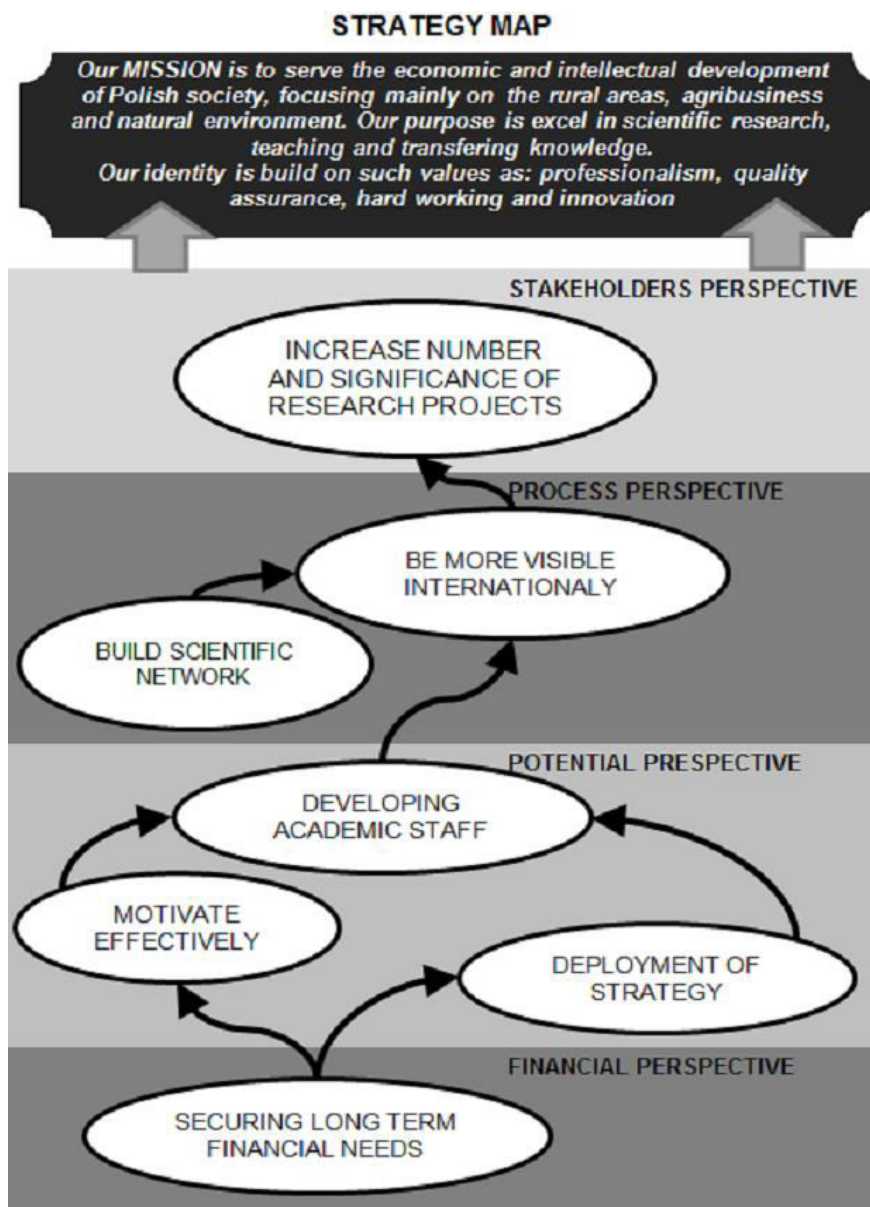 STRATEGY MAP
Our MISSION is to serve the economic and intellectual development
of Polish society, focusing mainly on the rural areas, agribusiness
and natural environment. Our purpose is excel in scientific research,
teaching and transfering knowledge.
Our identity is build on such values as: professionalism, quality
assurance, hard working and innovation
STAKEHOLDERS PERSPECTIVE
INCREASE NUMBER
AND SIGNIFICANCE OF
RESEARCH PROJECTS
PROCESS PERSPECTIVE
BE MORE VISIBLE
INTERNATIONALY
BUILD SCIENTIFIC
NETWORK
POTENTIAL PRESPECTIVE
DEVELOPING
ACADEMIC STAFF
MOTIVATE
EFFECTIVELY
DEPLOYMENT OF
STRATEGY
FINANCIAL PERSPECTIVE
SECURING LONG TERM
FINANCIAL NEEDS